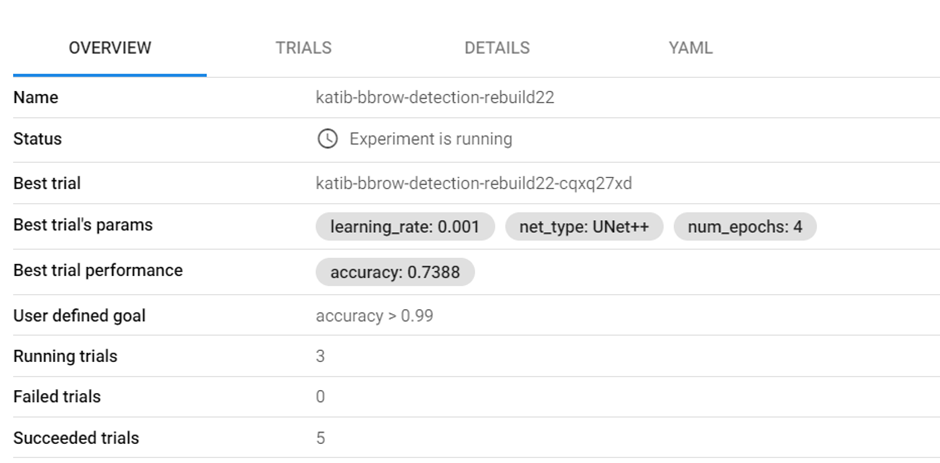 OVERVIEW TRIALS DETAILS YAML
Name katib-bbrow-detection-rebuild22
Status Experiment is running
Best trial katib-bbrow-detection-rebuild22-cqxq27xd
Best trial's params learning_rate: 0.001 net_type: UNet++ num_epochs: 4
Best trial performance accuracy: 0.7388
User defined goal accuracy > 0.99
Running trials 3
Failed trials 0
Succeeded trials 5